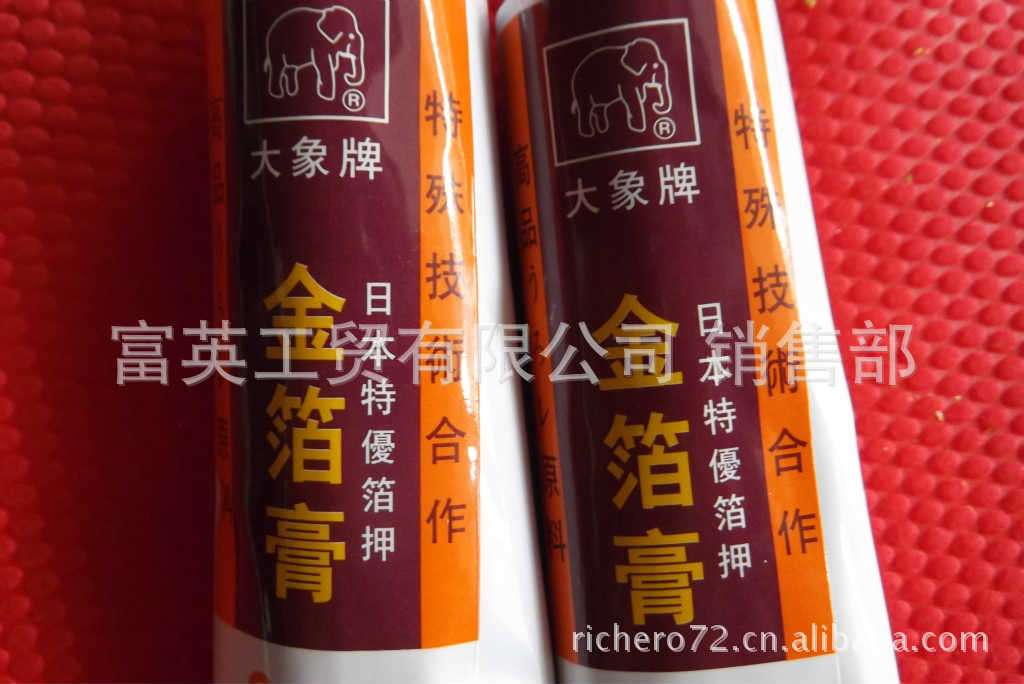 ®
大象牌
金箔膏
日本特優箔押
特殊技術合作
®
大象牌
金箔膏
日本特優箔押
特殊技術合作
原料
富英工贸有限公司 销售部
richero72.cn.alibaba.com